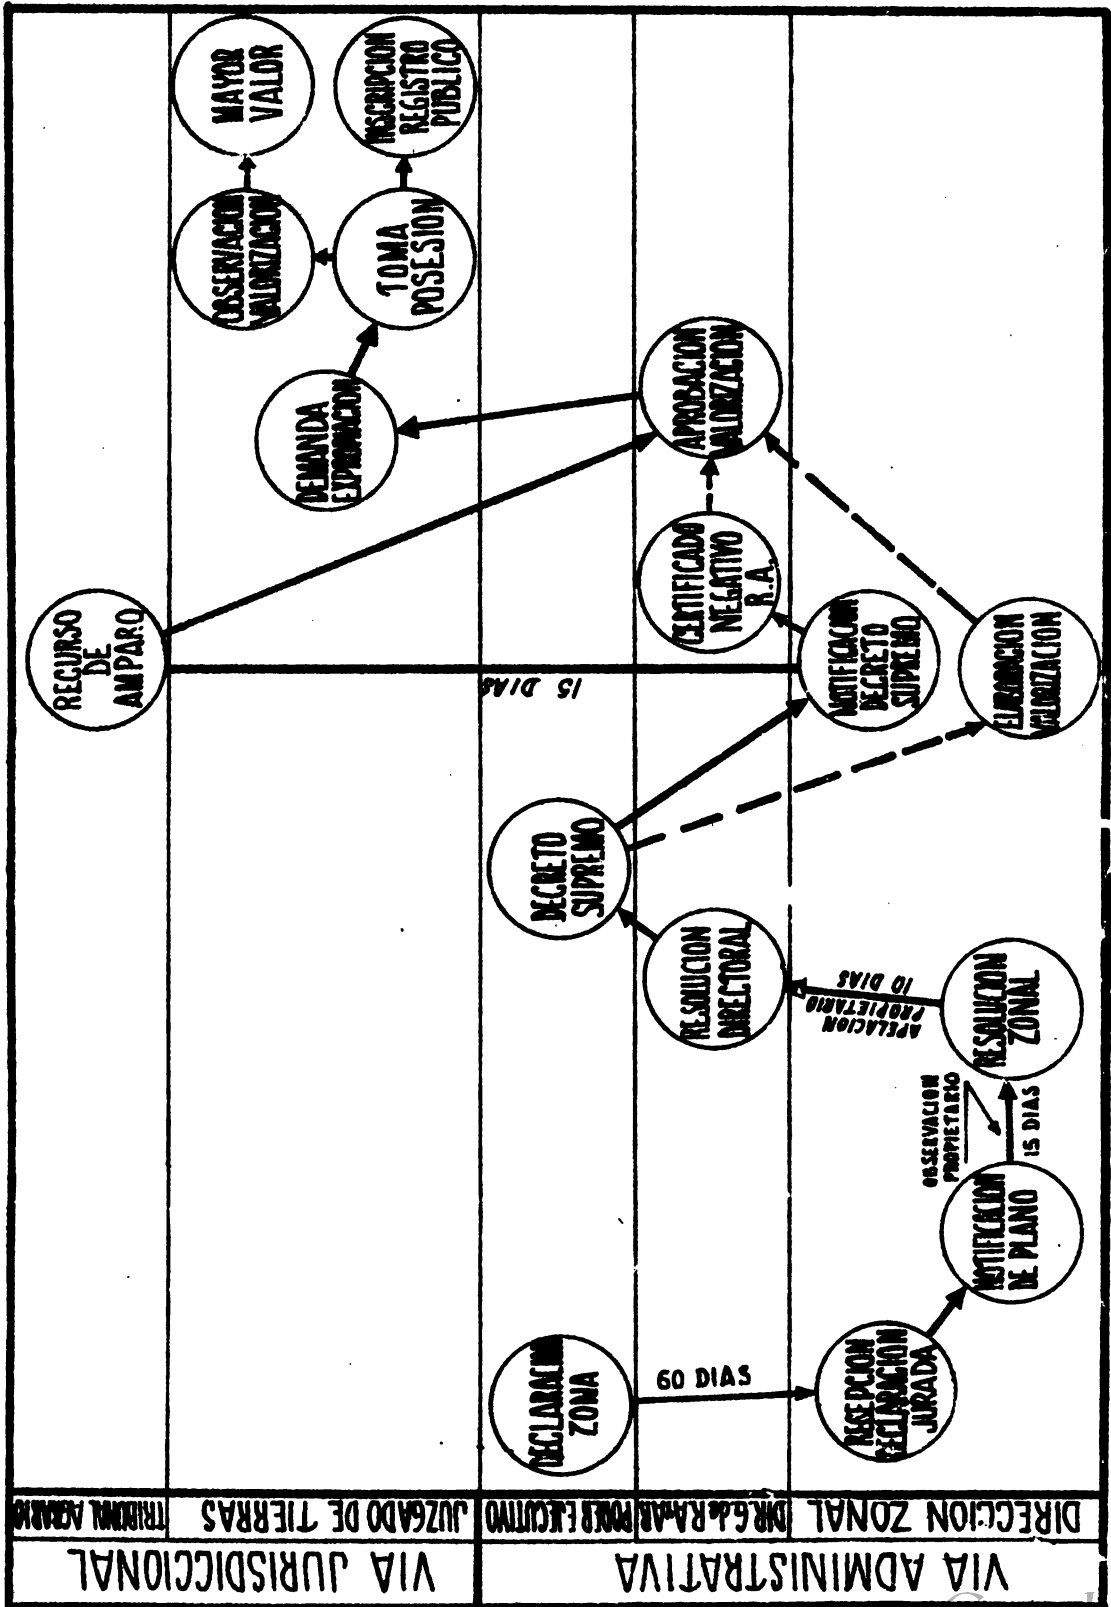 VIA JURISDICCIONAL
TRIBUNAL AGRARIO
JUZGADO DE TIERRAS
VIA ADMINISTRATIVA
PODER EJECUTIVO
DIR. G. de R.A. y A.R.
DIRECCION ZONAL
DECLARACION
ZONA
60 DIAS
RESEPCION
DECLARACION
JURADA
NOTIFICACION
DE PLANO
OBSERVACION
PROPIETARIO
15 DIAS
RESOLUCION
ZONAL
APELACION
PROPIETARIO
10 DIAS
RESOLUCION
DIRECTORAL
DECRETO
SUPREMO
NOTIFICACION
DECRETO
SUPREMO
ELABORACION
VALORIZACION
15 DIAS
RECURSO
DE
AMPARO
CERTIFICADO
NEGATIVO
R.A.
APROBACION
VALORIZACION
DEMANDA
EXPROPIACION
TOMA
POSESION
OBSERVACION
VALORIZACION
MAYOR
VALOR
INSCRIPCION
REGISTRO
PUBLICO